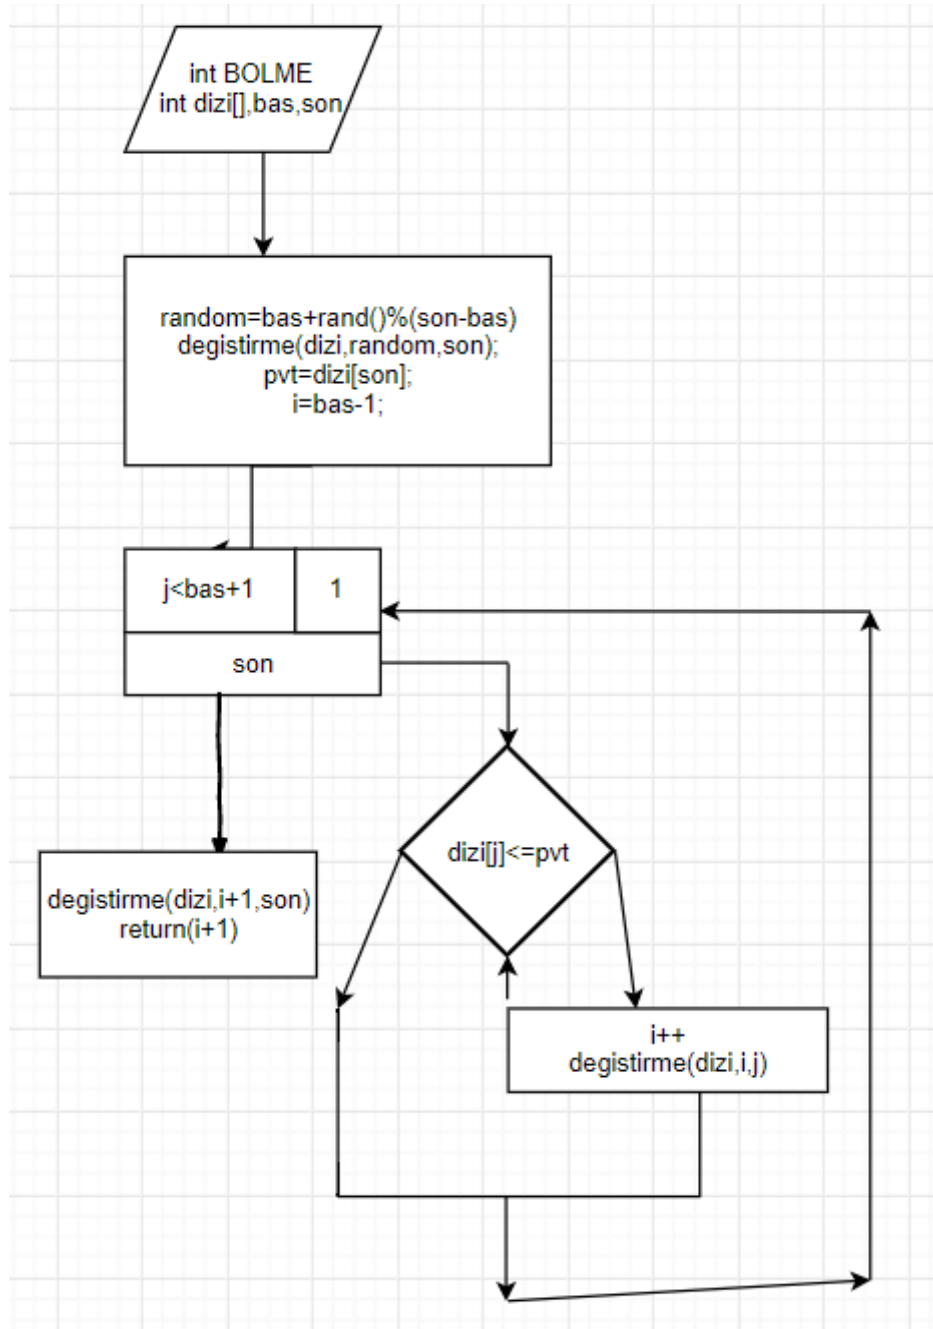 int BOLME
int dizi[],bas,son
random=bas+rand()%(son-bas)
degistirme(dizi,random,son);
pvt=dizi[son];
i=bas-1;
j<bas+1
1
son
dizi[j]<=pvt
degistirme(dizi,i+1,son)
return(i+1)
i++
degistirme(dizi,i,j)